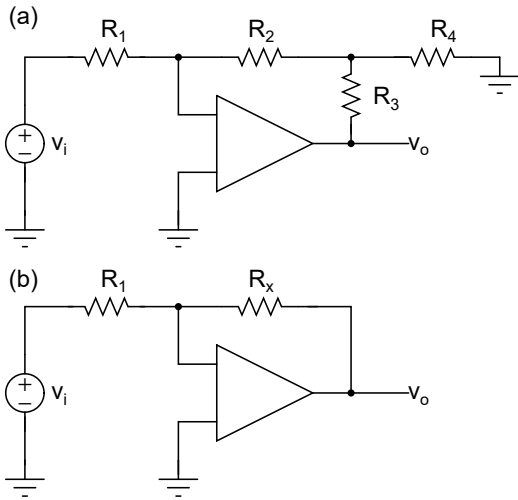 (a)
R1 R2 R4
R3
+
− vi
vo
(b)
R1 Rx
+
− vi
vo